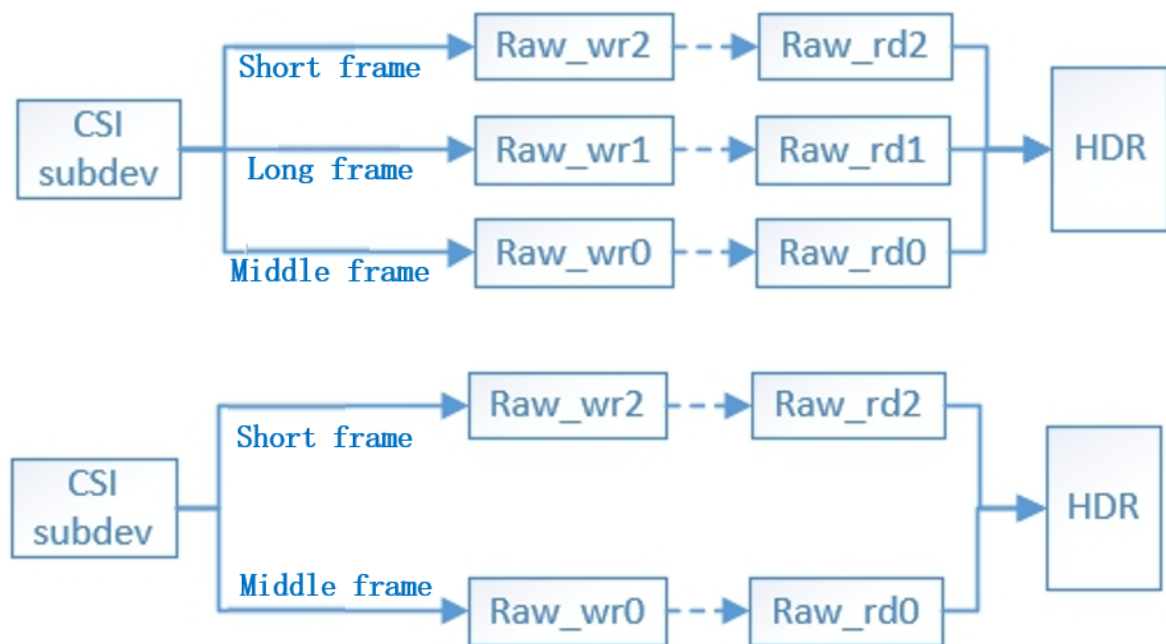 Raw_wr2
Raw_rd2
Short frame
CSI
subdev
Raw_wr1
Raw_rd1
HDR
Long frame
Raw_wr0
Raw_rd0
Middle frame
Raw_wr2
Raw_rd2
Short frame
CSI
subdev
HDR
Middle frame
Raw_wr0
Raw_rd0